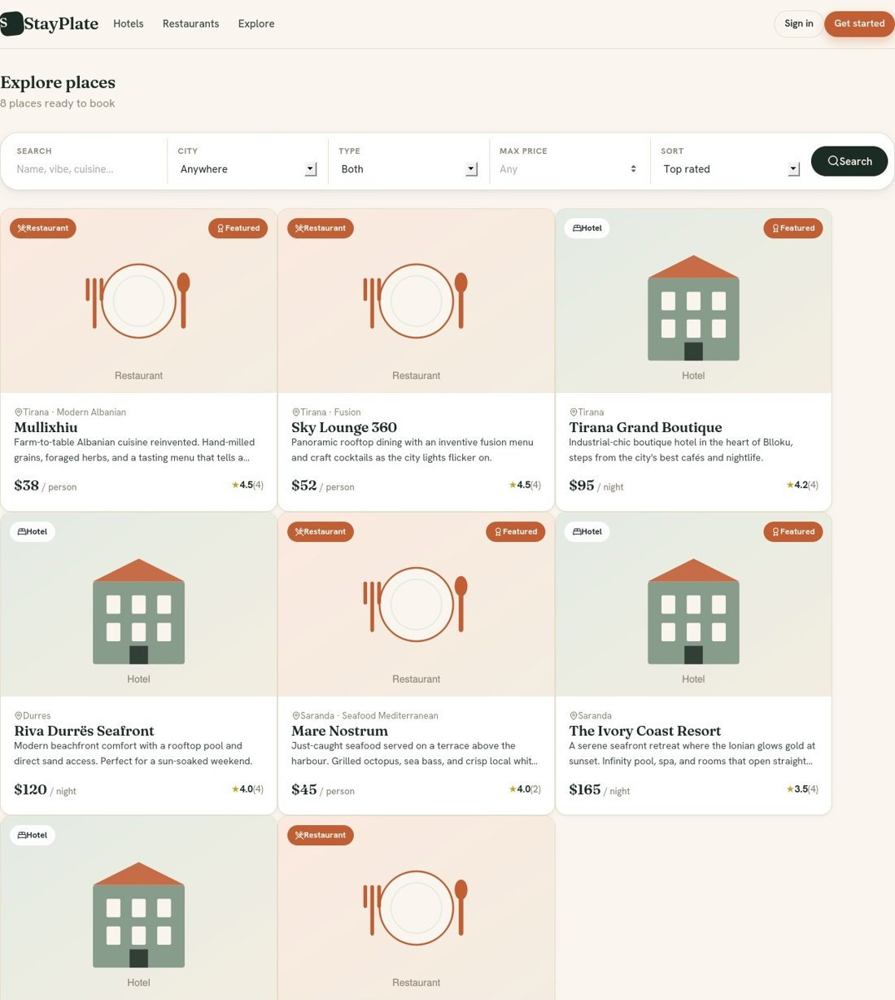 S StayPlate Hotels Restaurants Explore Sign in Get started
Explore places
8 places ready to book
SEARCH CITY TYPE MAX PRICE SORT
Name, vibe, cuisine... Anywhere Both Any Top rated Search
Restaurant Featured
Restaurant
Tirana · Modern Albanian
Mullixhiu
Farm-to-table Albanian cuisine reinvented. Hand-milled
grains, foraged herbs, and a tasting menu that tells a...
$38 / person ★4.5(4)
Restaurant
Restaurant
Tirana · Fusion
Sky Lounge 360
Panoramic rooftop dining with an inventive fusion menu
and craft cocktails as the city lights flicker on.
$52 / person ★4.5(4)
Hotel Featured
Hotel
Tirana
Tirana Grand Boutique
Industrial-chic boutique hotel in the heart of Blloku,
steps from the city's best cafés and nightlife.
$95 / night ★4.2(4)
Hotel
Hotel
Durres
Riva Durrës Seafront
Modern beachfront comfort with a rooftop pool and
direct sand access. Perfect for a sun-soaked weekend.
$120 / night ★4.0(4)
Restaurant Featured
Restaurant
Saranda · Seafood Mediterranean
Mare Nostrum
Just-caught seafood served on a terrace above the
harbour. Grilled octopus, sea bass, and crisp local whit...
$45 / person ★4.0(2)
Hotel Featured
Hotel
Saranda
The Ivory Coast Resort
A serene seafront retreat where the Ionian glows gold at
sunset. Infinity pool, spa, and rooms that open straight...
$165 / night ★3.5(4)
Hotel
Hotel
Restaurant
Restaurant